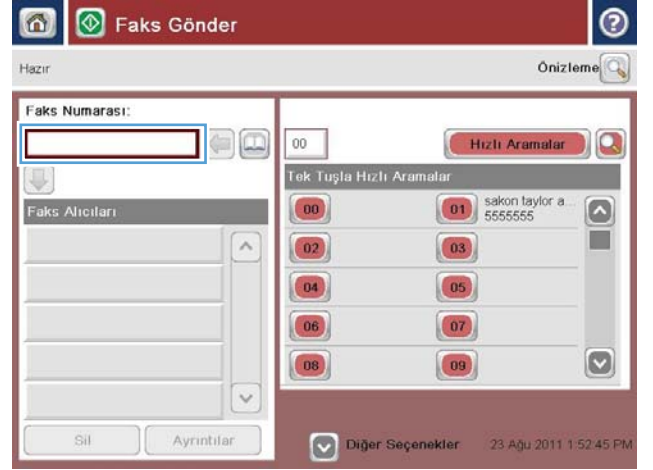 Faks Gönder
Hazır
Önizleme
Faks Numarası:
00
Hızlı Aramalar
Tek Tuşla Hızlı Aramalar
Faks Alıcıları
00
01 sakon taylor a...
5555555
02
03
04
05
06
07
08
09
Sil
Ayrıntılar
Diğer Seçenekler
23 Ağu 2011 1:52:45 PM